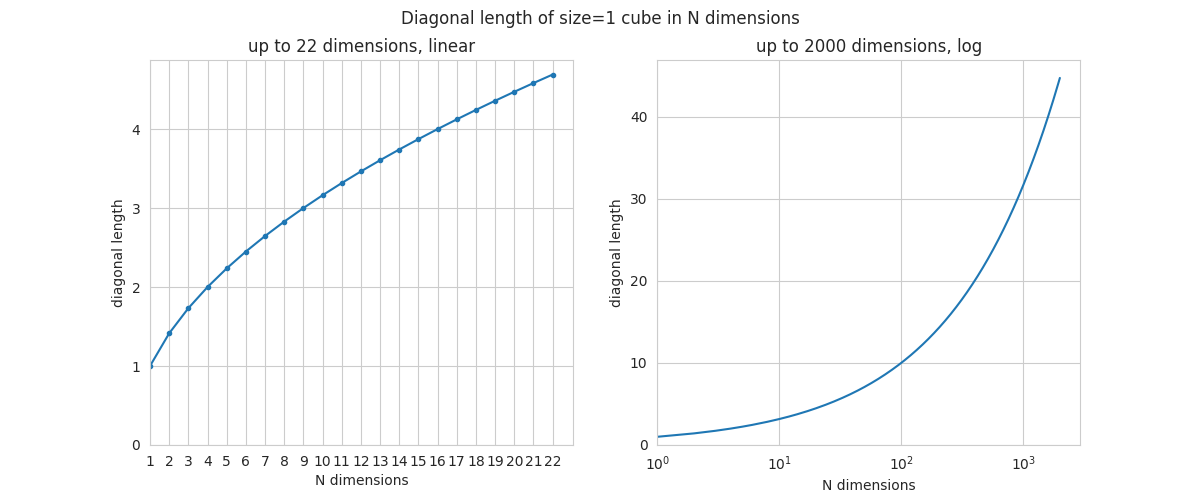 Diagonal length of size=1 cube in N dimensions
up to 22 dimensions, linear
diagonal length
4
3
2
1
0
1 2 3 4 5 6 7 8 9 10 11 12 13 14 15 16 17 18 19 20 21 22
N dimensions
up to 2000 dimensions, log
diagonal length
40
30
20
10
0
10⁰ 10¹ 10² 10³
N dimensions